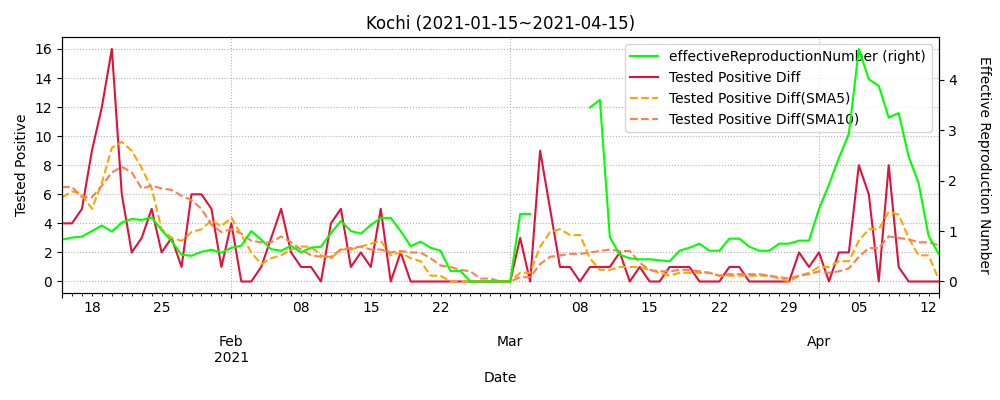 Kochi (2021-01-15~2021-04-15)
effectiveReproductionNumber (right)
Tested Positive Diff
Tested Positive Diff(SMA5)
Tested Positive Diff(SMA10)
Tested Positive
16
14
12
10
8
6
4
2
0
Effective Reproductive Number
4
3
2
1
0
18 25 08 15 22 08 15 22 29 05 12
Feb Mar Apr
2021
Date